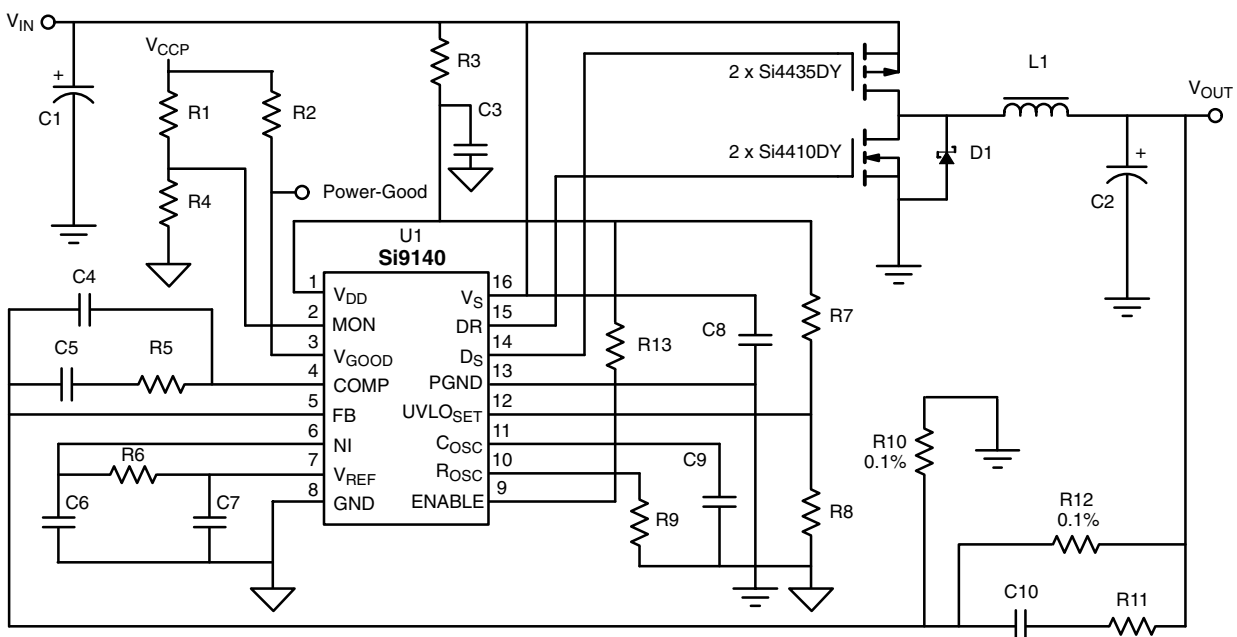 V_IN
V_CCP
C1
R1
R2
R3
C3
R4
Power-Good
2 x Si4435DY
2 x Si4410DY
L1
V_OUT
D1
C2
U1
Si9140
1 V_DD
2 MON
3 V_GOOD
4 COMP
5 FB
6 NI
7 V_REF
8 GND
16 V_S
15 DR
14 D_S
13 PGND
12 UVLO_SET
11 C_OSC
10 R_OSC
9 ENABLE
C4
C5
R5
R6
C6
C7
R13
C8
R7
C9
R9
R8
R10
0.1%
R12
0.1%
C10
R11
+
+